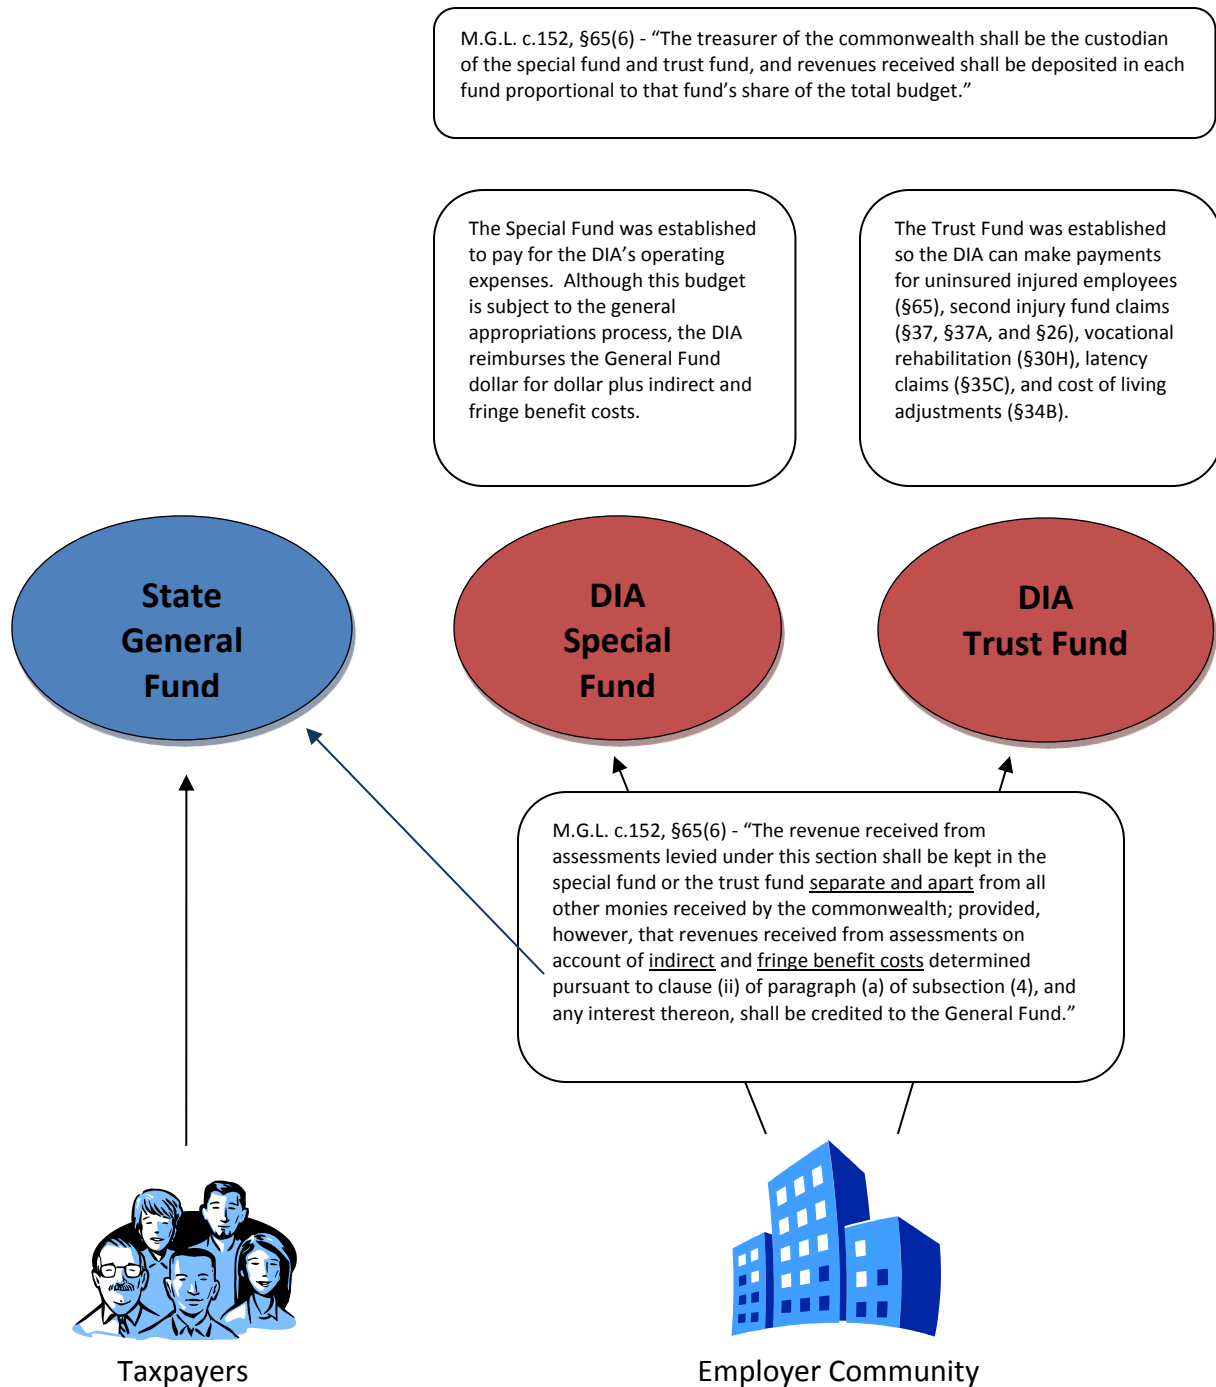 M.G.L. c.152, §65(6) - “The treasurer of the commonwealth shall be the custodian
of the special fund and trust fund, and revenues received shall be deposited in each
fund proportional to that fund’s share of the total budget.”
The Special Fund was established
to pay for the DIA’s operating
expenses.  Although this budget
is subject to the general
appropriations process, the DIA
reimburses the General Fund
dollar for dollar plus indirect and
fringe benefit costs.
The Trust Fund was established
so the DIA can make payments
for uninsured injured employees
(§65), second injury fund claims
(§37, §37A, and §26), vocational
rehabilitation (§30H), latency
claims (§35C), and cost of living
adjustments (§34B).
State
General
Fund
DIA
Special
Fund
DIA
Trust Fund
M.G.L. c.152, §65(6) - “The revenue received from
assessments levied under this section shall be kept in the
special fund or the trust fund separate and apart from all
other monies received by the commonwealth; provided,
however, that revenues received from assessments on
account of indirect and fringe benefit costs determined
pursuant to clause (ii) of paragraph (a) of subsection (4), and
any interest thereon, shall be credited to the General Fund.”
Taxpayers
Employer Community